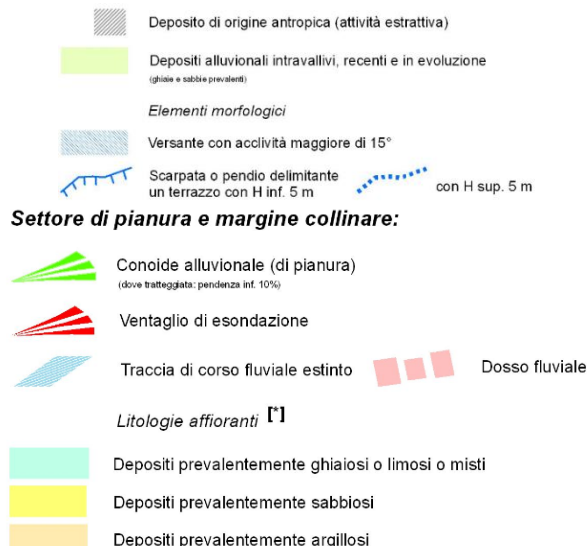 Deposito di origine antropica (attività estrattiva)
Depositi alluvionali intravallivi, recenti e in evoluzione
(ghiaie e sabbie prevalenti)
Elementi morfologici
Versante con acclività maggiore di 15°
Scarpata o pendio delimitante
un terrazzo con H inf. 5 m
con H sup. 5 m
Settore di pianura e margine collinare:
Conoide alluvionale (di pianura)
(dove tratteggiata: pendenza inf. 10%)
Ventaglio di esondazione
Traccia di corso fluviale estinto
Dosso fluviale
Litologie affioranti [*]
Depositi prevalentemente ghiaiosi o limosi o misti
Depositi prevalentemente sabbiosi
Depositi prevalentemente argillosi